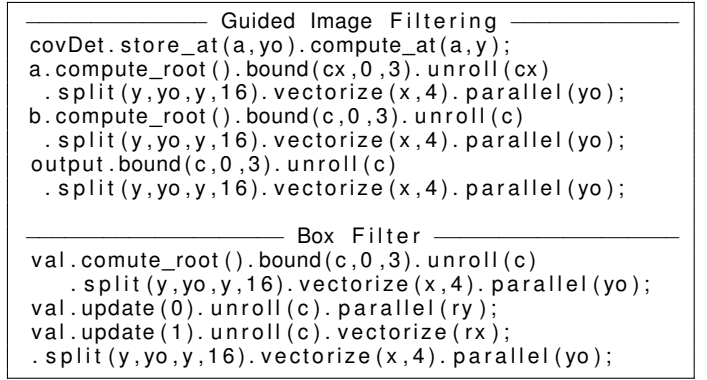 Guided Image Filtering
covDet.store_at(a,yo).compute_at(a,y);
a.compute_root().bound(cx,0,3).unroll(cx)
.split(y,yo,y,16).vectorize(x,4).parallel(yo);
b.compute_root().bound(c,0,3).unroll(c)
.split(y,yo,y,16).vectorize(x,4).parallel(yo);
output.bound(c,0,3).unroll(c)
.split(y,yo,y,16).vectorize(x,4).parallel(yo);
Box Filter
val.comute_root().bound(c,0,3).unroll(c)
.split(y,yo,y,16).vectorize(x,4).parallel(yo);
val.update(0).unroll(c).parallel(ry);
val.update(1).unroll(c).vectorize(rx);
.split(y,yo,y,16).vectorize(x,4).parallel(yo);